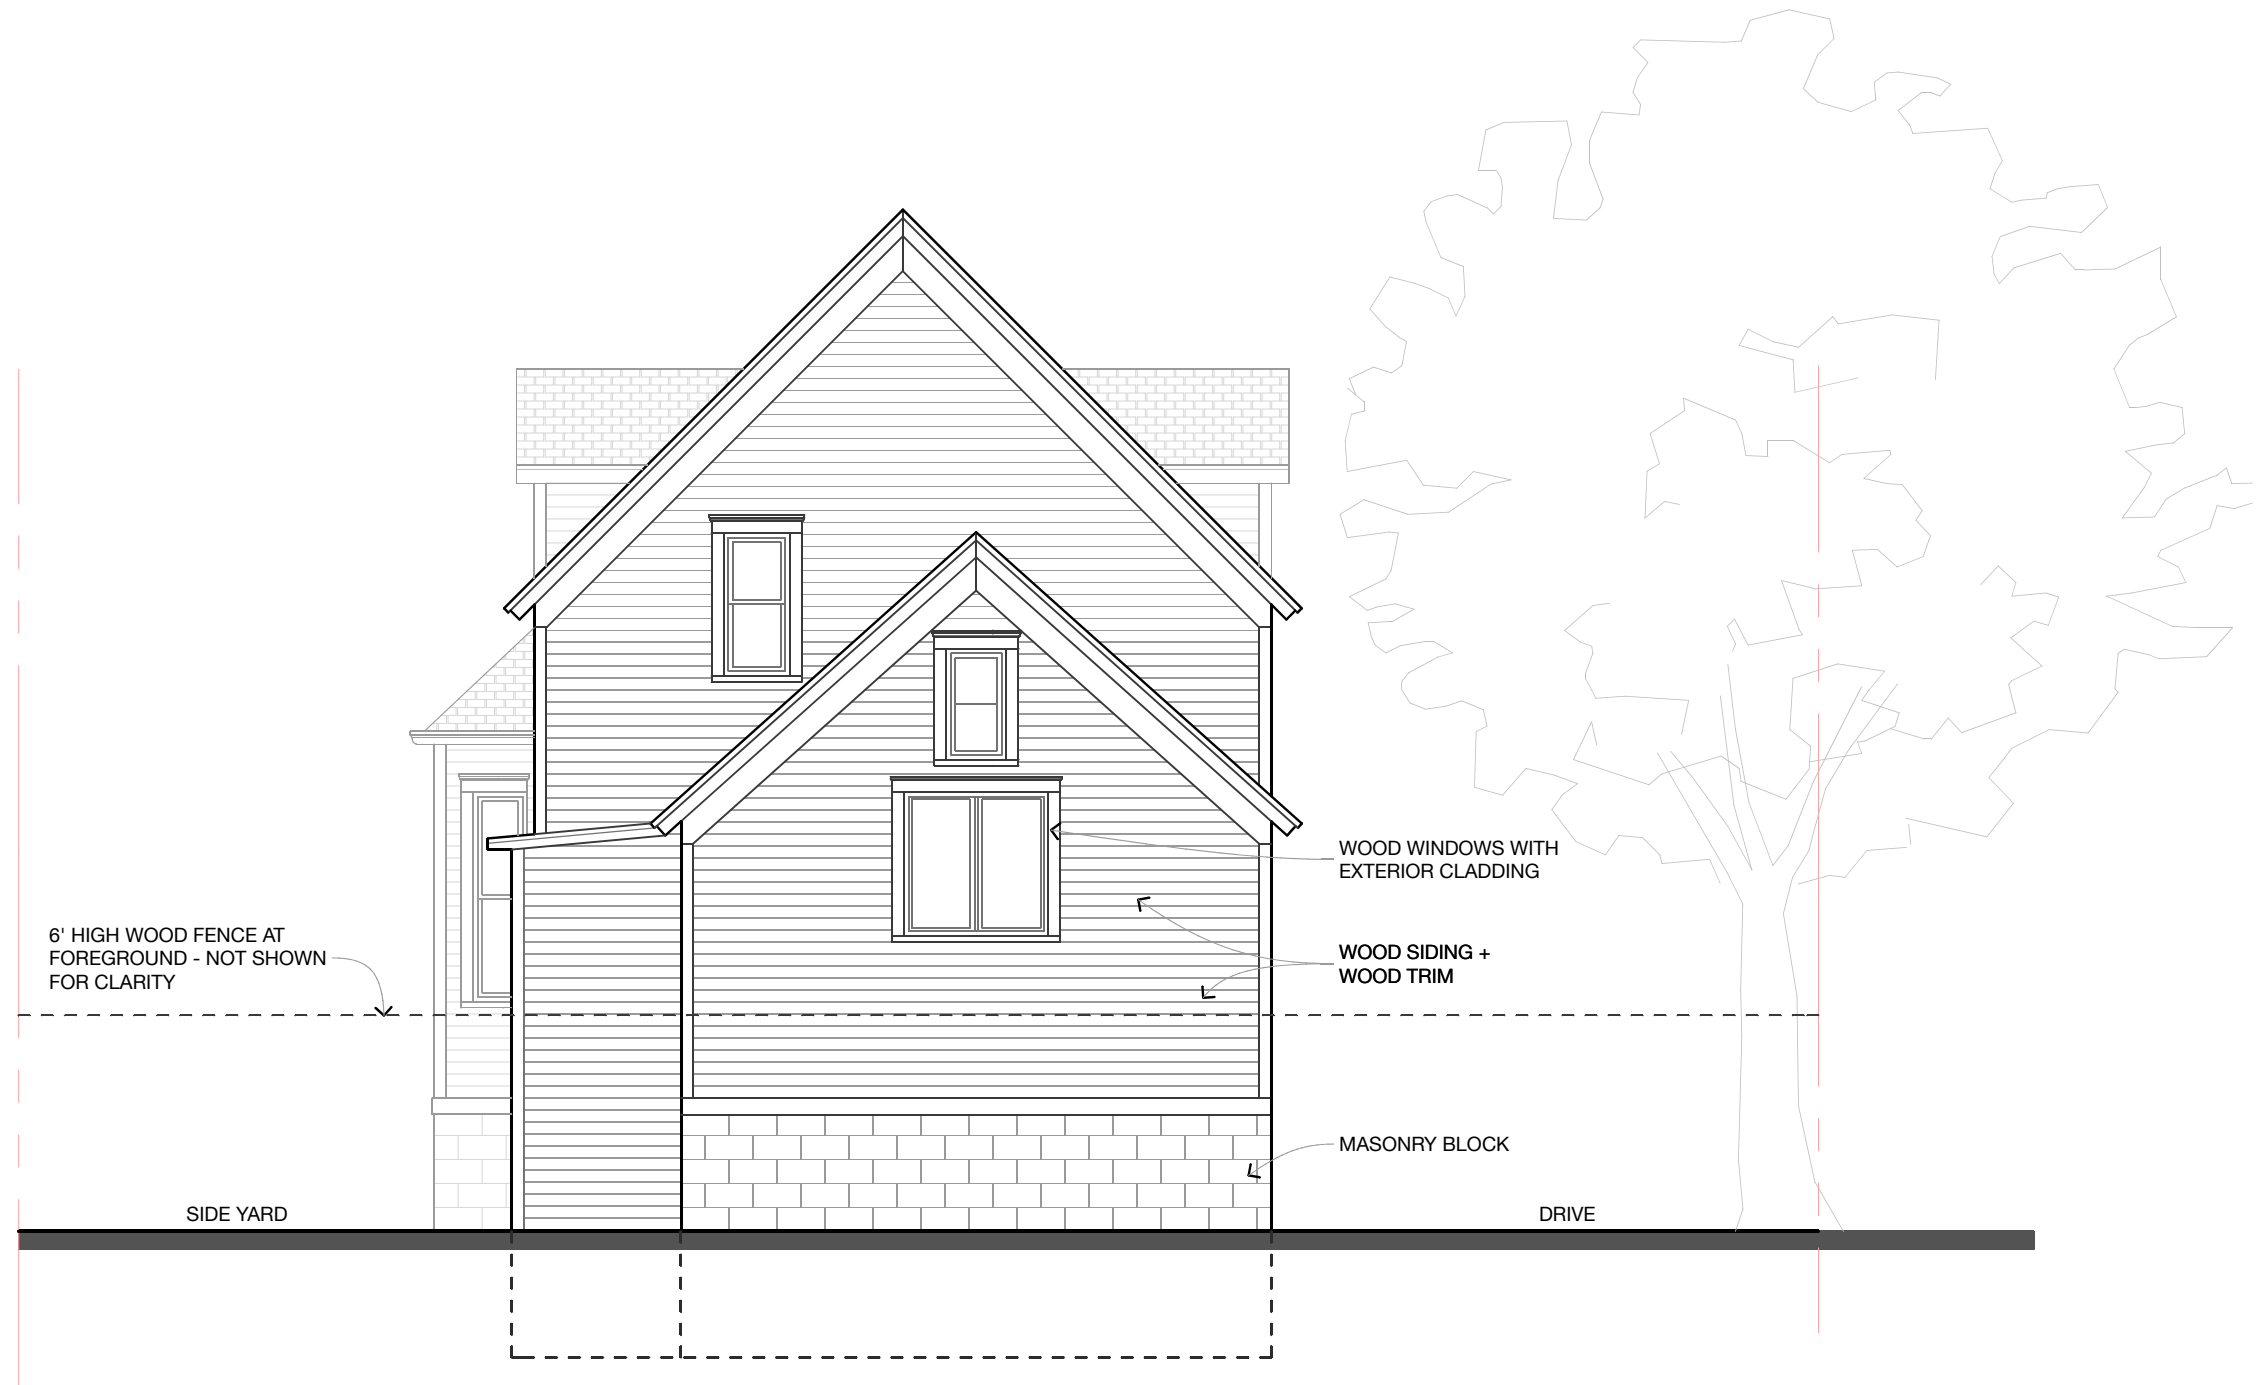 WOOD WINDOWS WITH
EXTERIOR CLADDING
6' HIGH WOOD FENCE AT
FOREGROUND - NOT SHOWN
FOR CLARITY
WOOD SIDING +
WOOD TRIM
MASONRY BLOCK
SIDE YARD
DRIVE